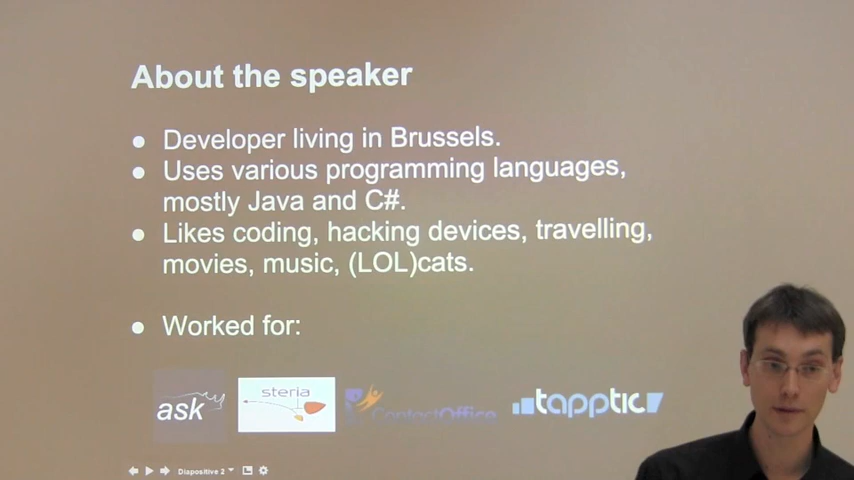 About the speaker
● Developer living in Brussels.
● Uses various programming languages,
mostly Java and C#.
● Likes coding, hacking devices, travelling,
movies, music, (LOL)cats.
● Worked for:
ask steria ContactOffice tapptic
Diapositive 2